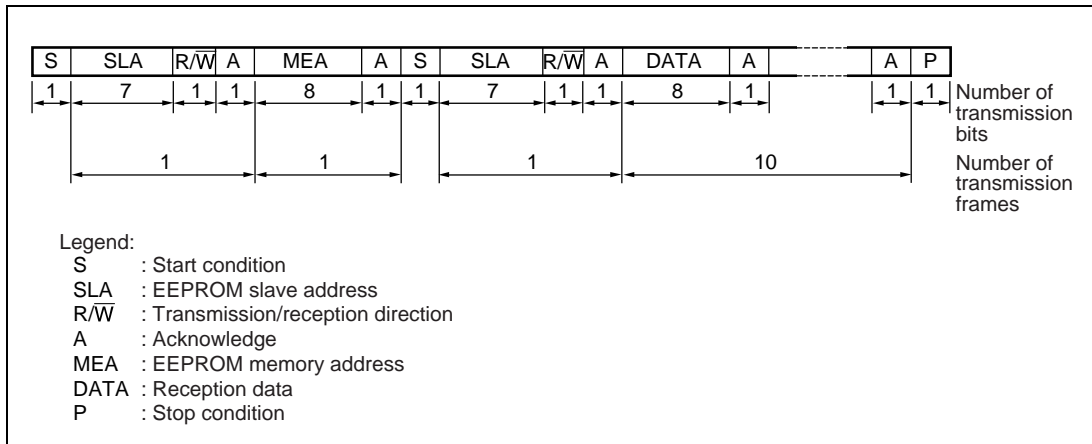 S SLA R/W̅ A MEA A S SLA R/W̅ A DATA A A P
1 7 1 1 8 1 1 7 1 1 8 1 1 1 Number of
transmission
bits
1 1 1 10 Number of
transmission
frames
Legend:
S : Start condition
SLA : EEPROM slave address
R/W̅ : Transmission/reception direction
A : Acknowledge
MEA : EEPROM memory address
DATA : Reception data
P : Stop condition